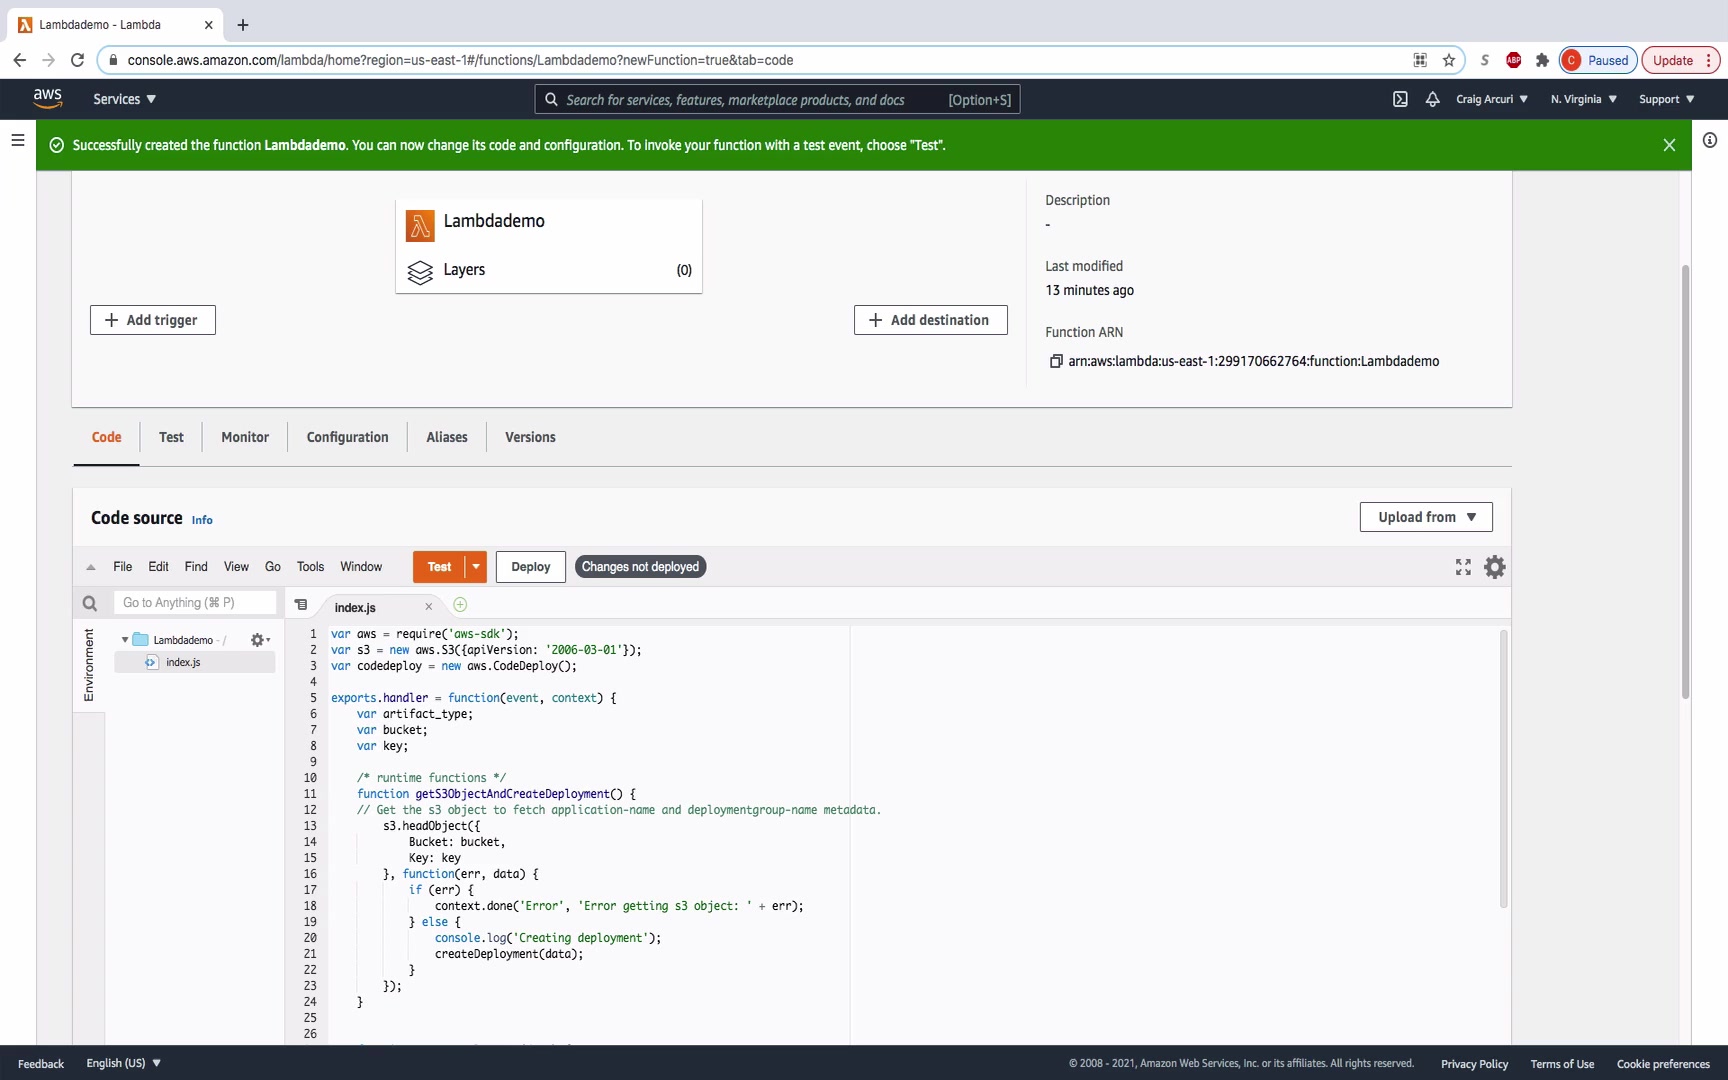 Lambdademo - Lambda
console.aws.amazon.com/lambda/home?region=us-east-1#/functions/Lambdademo?newFunction=true&tab=code
S
ABP
C Paused
Update
aws
Services ▼
Search for services, features, marketplace products, and docs [Option+S]
Craig Arcuri ▼
N. Virginia ▼
Support ▼
Successfully created the function Lambdademo. You can now change its code and configuration. To invoke your function with a test event, choose "Test".
Lambdademo
Layers (0)
+ Add trigger
+ Add destination
Description
-
Last modified
13 minutes ago
Function ARN
arn:aws:lambda:us-east-1:299170662764:function:Lambdademo
Code
Test
Monitor
Configuration
Aliases
Versions
Code source Info
Upload from ▼
File Edit Find View Go Tools Window
Test
Deploy
Changes not deployed
Go to Anything (⌘ P)
index.js
Environment
Lambdademo - /
index.js
1 var aws = require('aws-sdk');
2 var s3 = new aws.S3({apiVersion: '2006-03-01'});
3 var codedeploy = new aws.CodeDeploy();
4
5 exports.handler = function(event, context) {
6     var artifact_type;
7     var bucket;
8     var key;
9
10     /* runtime functions */
11     function getS3ObjectAndCreateDeployment() {
12     // Get the s3 object to fetch application-name and deploymentgroup-name metadata.
13         s3.headObject({
14             Bucket: bucket,
15             Key: key
16         }, function(err, data) {
17             if (err) {
18                 context.done('Error', 'Error getting s3 object: ' + err);
19             } else {
20                 console.log('Creating deployment');
21                 createDeployment(data);
22             }
23         });
24     }
25
26
Feedback
English (US) ▼
© 2008 - 2021, Amazon Web Services, Inc. or its affiliates. All rights reserved.
Privacy Policy
Terms of Use
Cookie preferences